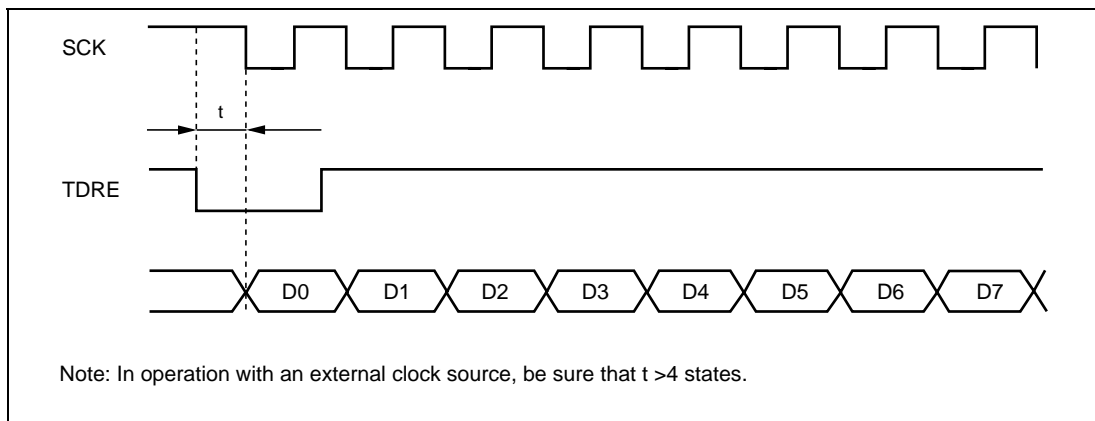 SCK
t
TDRE
D0 D1 D2 D3 D4 D5 D6 D7
Note: In operation with an external clock source, be sure that t >4 states.